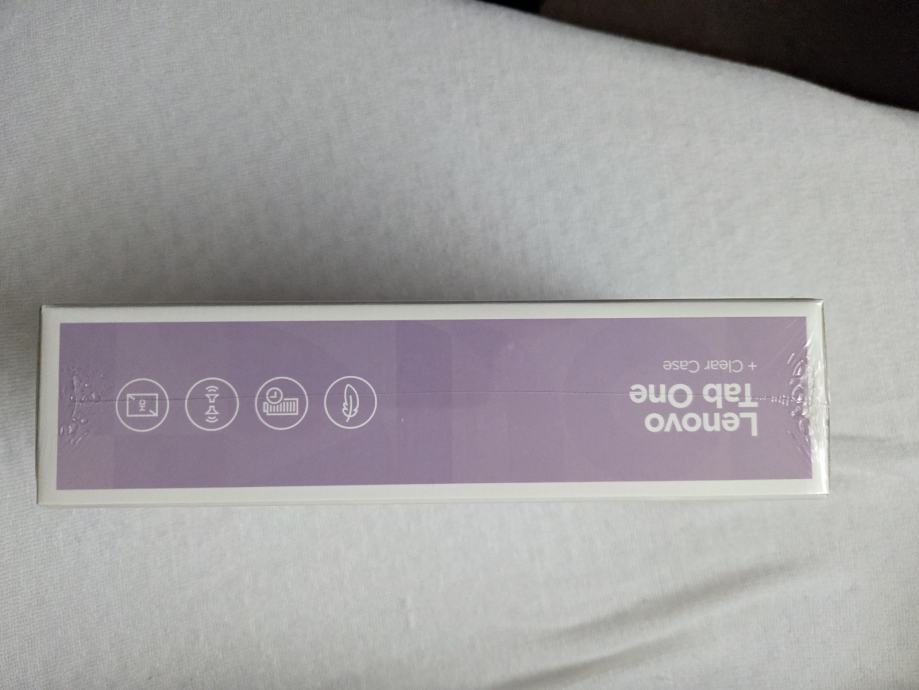 Lenovo
Tab One
+ Clear Case